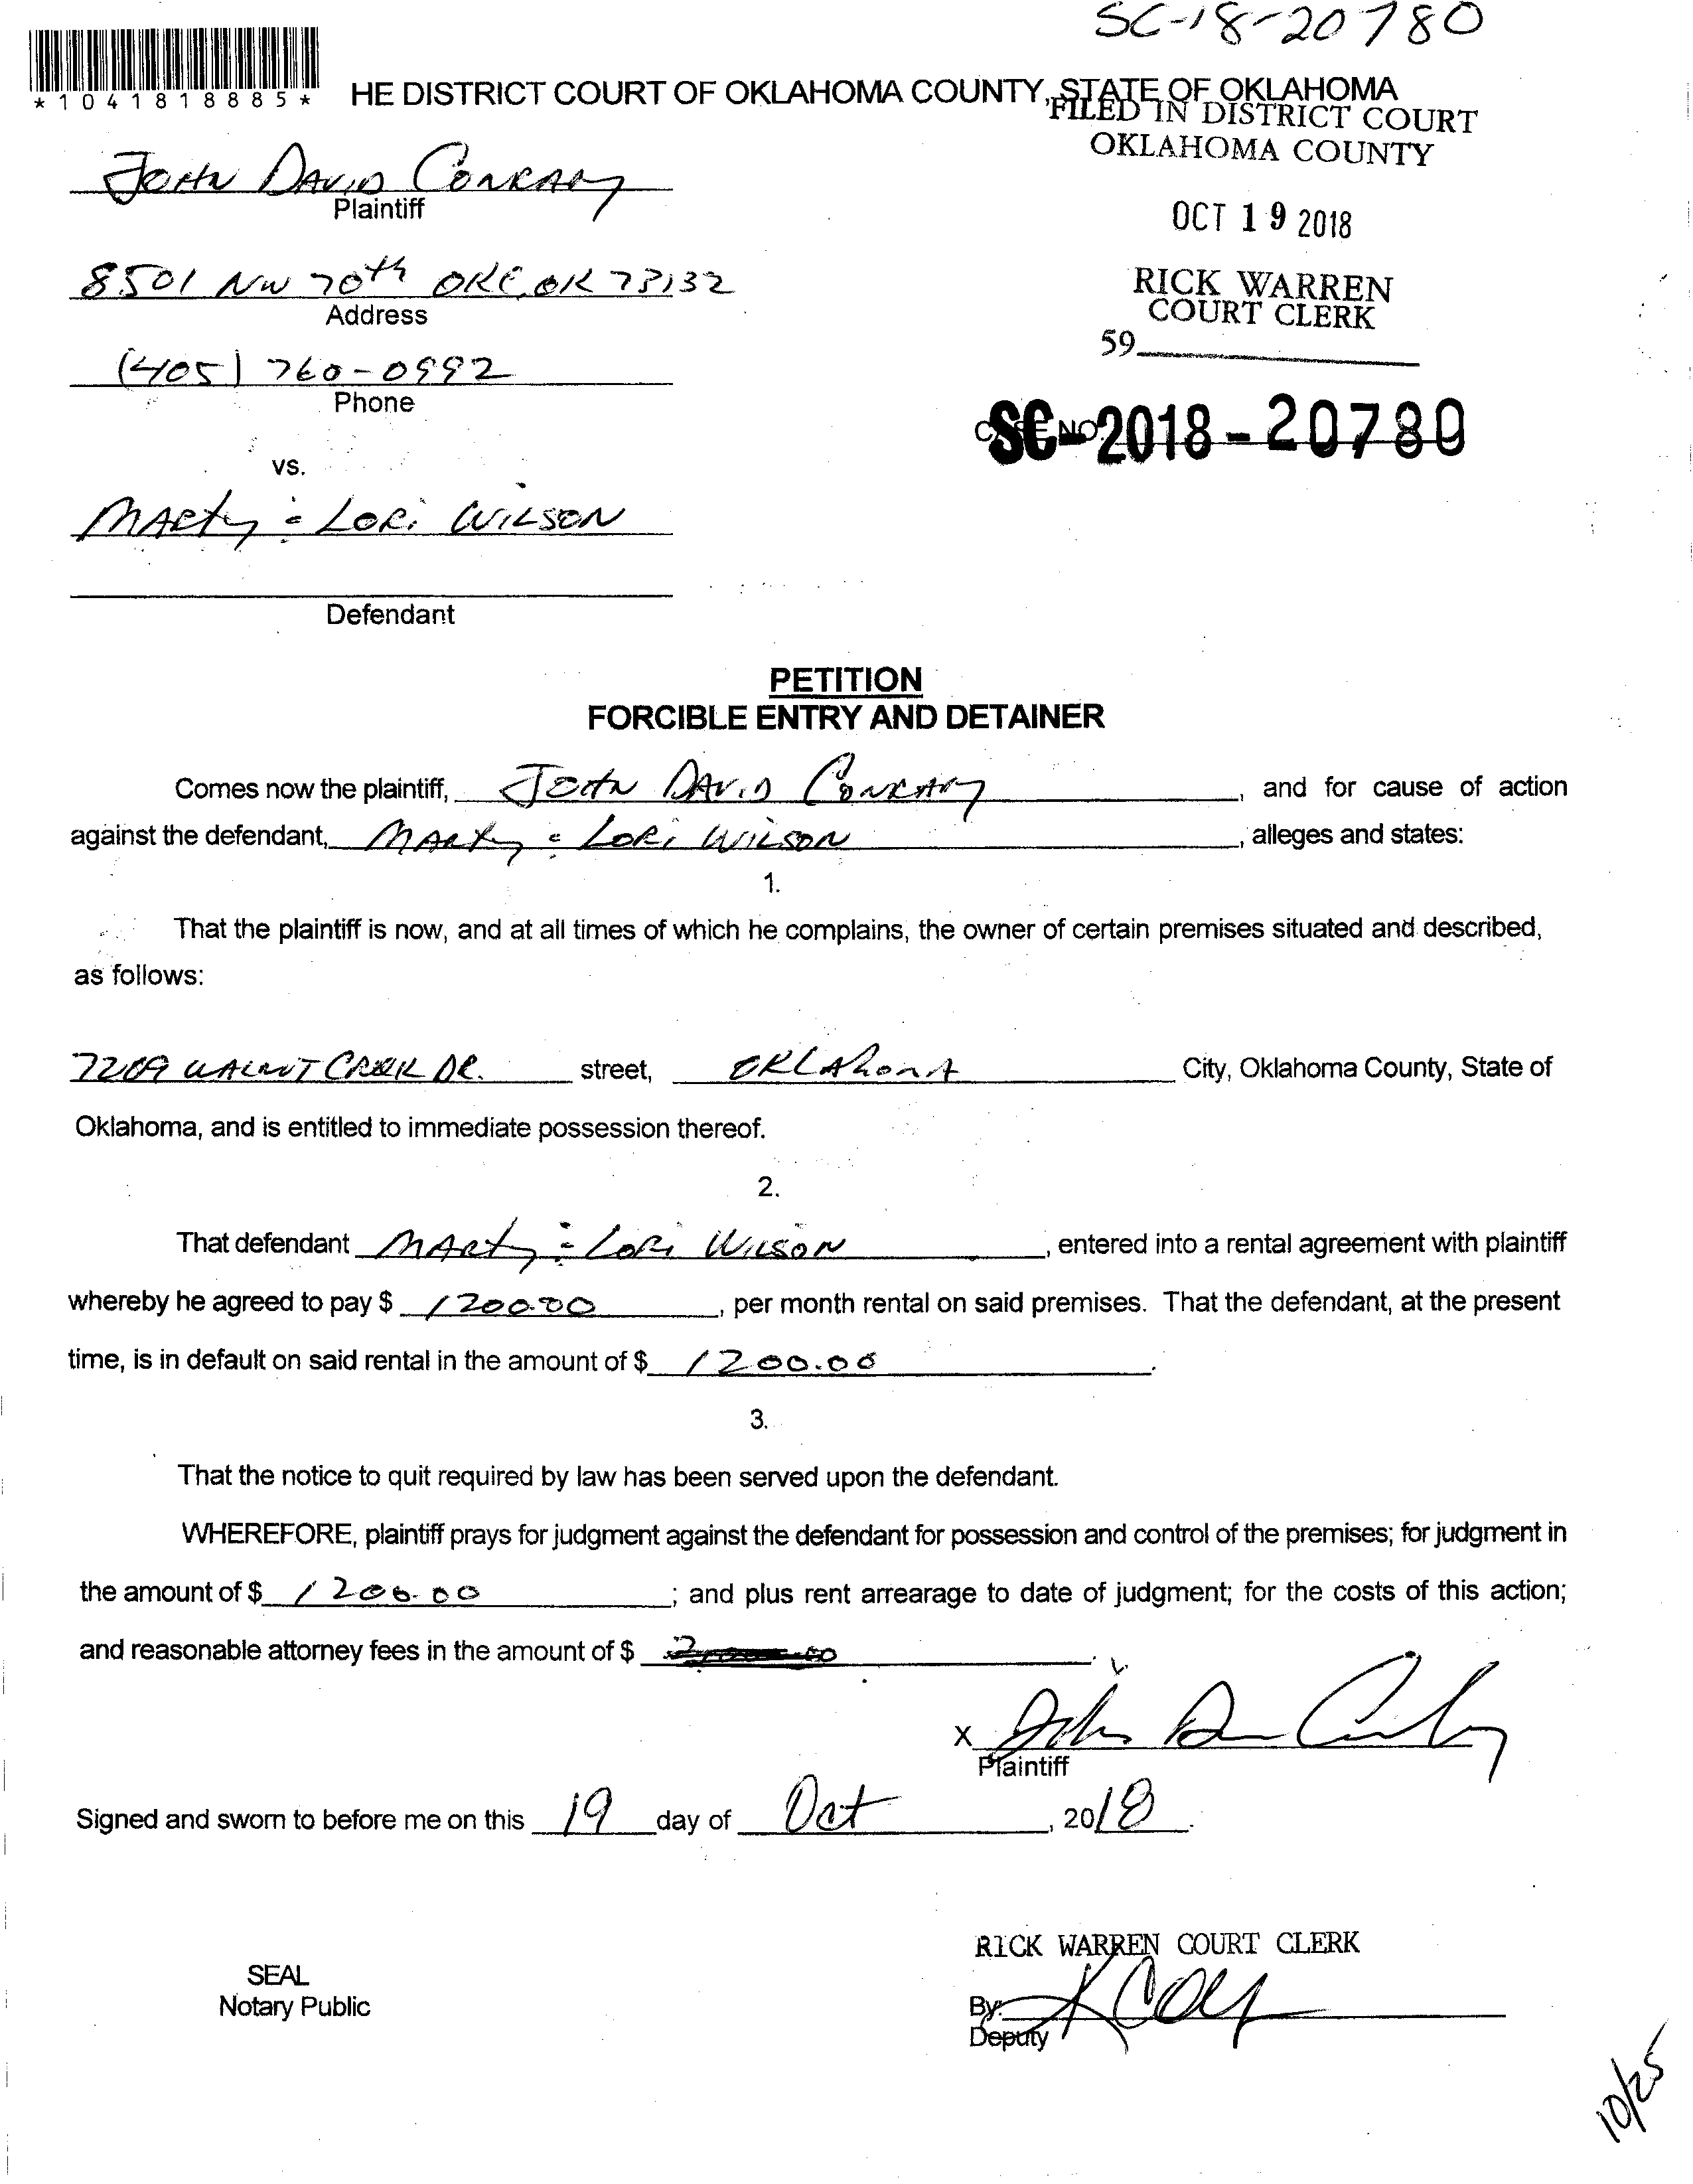 SC-18-20780
*1041818885*
HE DISTRICT COURT OF OKLAHOMA COUNTY, STATE OF OKLAHOMA
FILED IN DISTRICT COURT
OKLAHOMA COUNTY
JOHN DAVID CONRADY
Plaintiff
OCT 19 2018
8501 NW 70th OKC, OK 73132
Address
RICK WARREN
COURT CLERK
59
(405) 760-0992
Phone
SC-2018-20780
vs.
MARTY & LORI WILSON
Defendant
PETITION
FORCIBLE ENTRY AND DETAINER
Comes now the plaintiff, JOHN DAVID CONRADY, and for cause of action
against the defendant, MARTY & LORI WILSON, alleges and states:
1.
That the plaintiff is now, and at all times of which he complains, the owner of certain premises situated and described,
as follows:
7209 WALNUT CREEK DR. street, OKLAHOMA City, Oklahoma County, State of
Oklahoma, and is entitled to immediate possession thereof.
2.
That defendant MARTY & LORI WILSON, entered into a rental agreement with plaintiff
whereby he agreed to pay $ 1200.00, per month rental on said premises. That the defendant, at the present
time, is in default on said rental in the amount of $ 1200.00.
3.
That the notice to quit required by law has been served upon the defendant.
WHEREFORE, plaintiff prays for judgment against the defendant for possession and control of the premises; for judgment in
the amount of $ 1200.00; and plus rent arrearage to date of judgment; for the costs of this action;
and reasonable attorney fees in the amount of $
X
Plaintiff
Signed and sworn to before me on this 19 day of Oct, 2018.
RICK WARREN COURT CLERK
SEAL
Notary Public
By:
Deputy
10/25